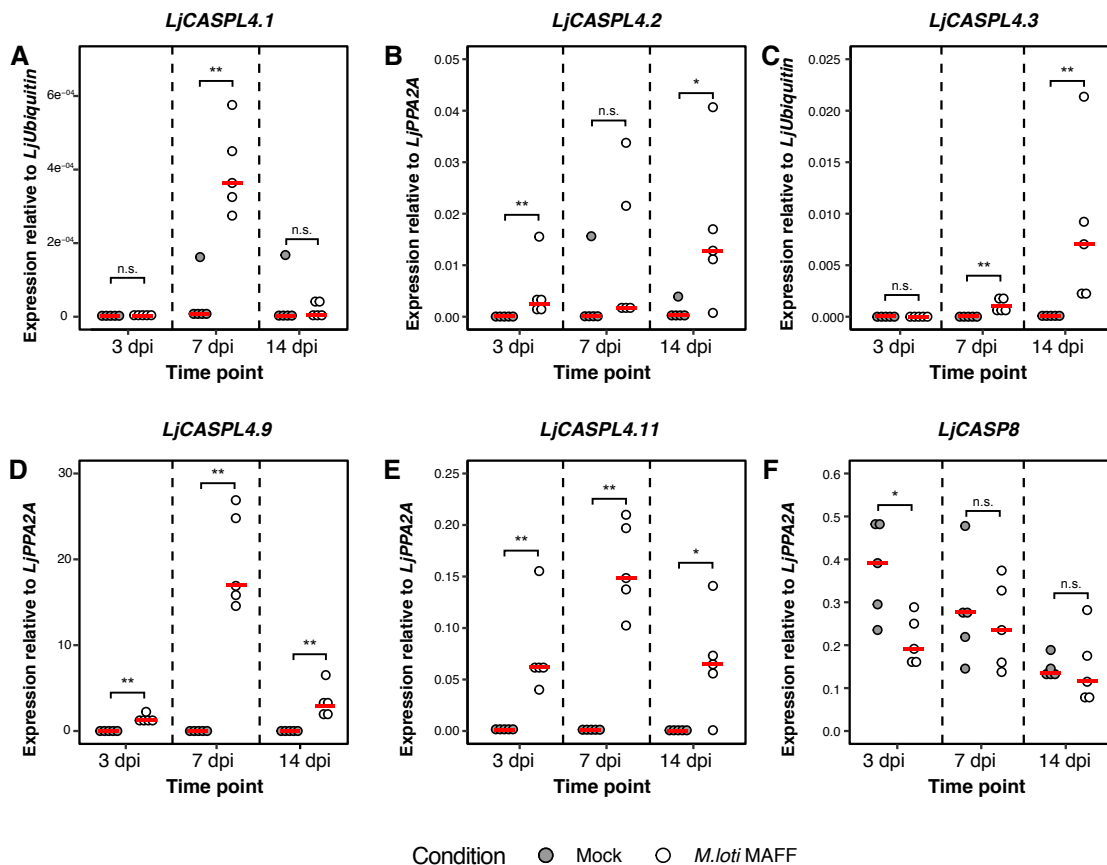 LjCASPL4.1
LjCASPL4.2
LjCASPL4.3
A
B
C
Expression relative to LjUbiquitin
6e-04
4e-04
2e-04
0
n.s.
**
n.s.
3 dpi
7 dpi
14 dpi
Time point
Expression relative to LjPPA2A
0.05
0.04
0.03
0.02
0.01
0.00
**
n.s.
*
3 dpi
7 dpi
14 dpi
Time point
Expression relative to LjUbiquitin
0.025
0.020
0.015
0.010
0.005
0.000
n.s.
**
**
3 dpi
7 dpi
14 dpi
Time point
LjCASPL4.9
LjCASPL4.11
LjCASP8
D
E
F
Expression relative to LjPPA2A
30
20
10
0
**
**
**
3 dpi
7 dpi
14 dpi
Time point
Expression relative to LjPPA2A
0.25
0.20
0.15
0.10
0.05
0.00
**
**
*
3 dpi
7 dpi
14 dpi
Time point
Expression relative to LjPPA2A
0.6
0.5
0.4
0.3
0.2
0.1
0.0
*
n.s.
n.s.
3 dpi
7 dpi
14 dpi
Time point
Condition Mock M.loti MAFF